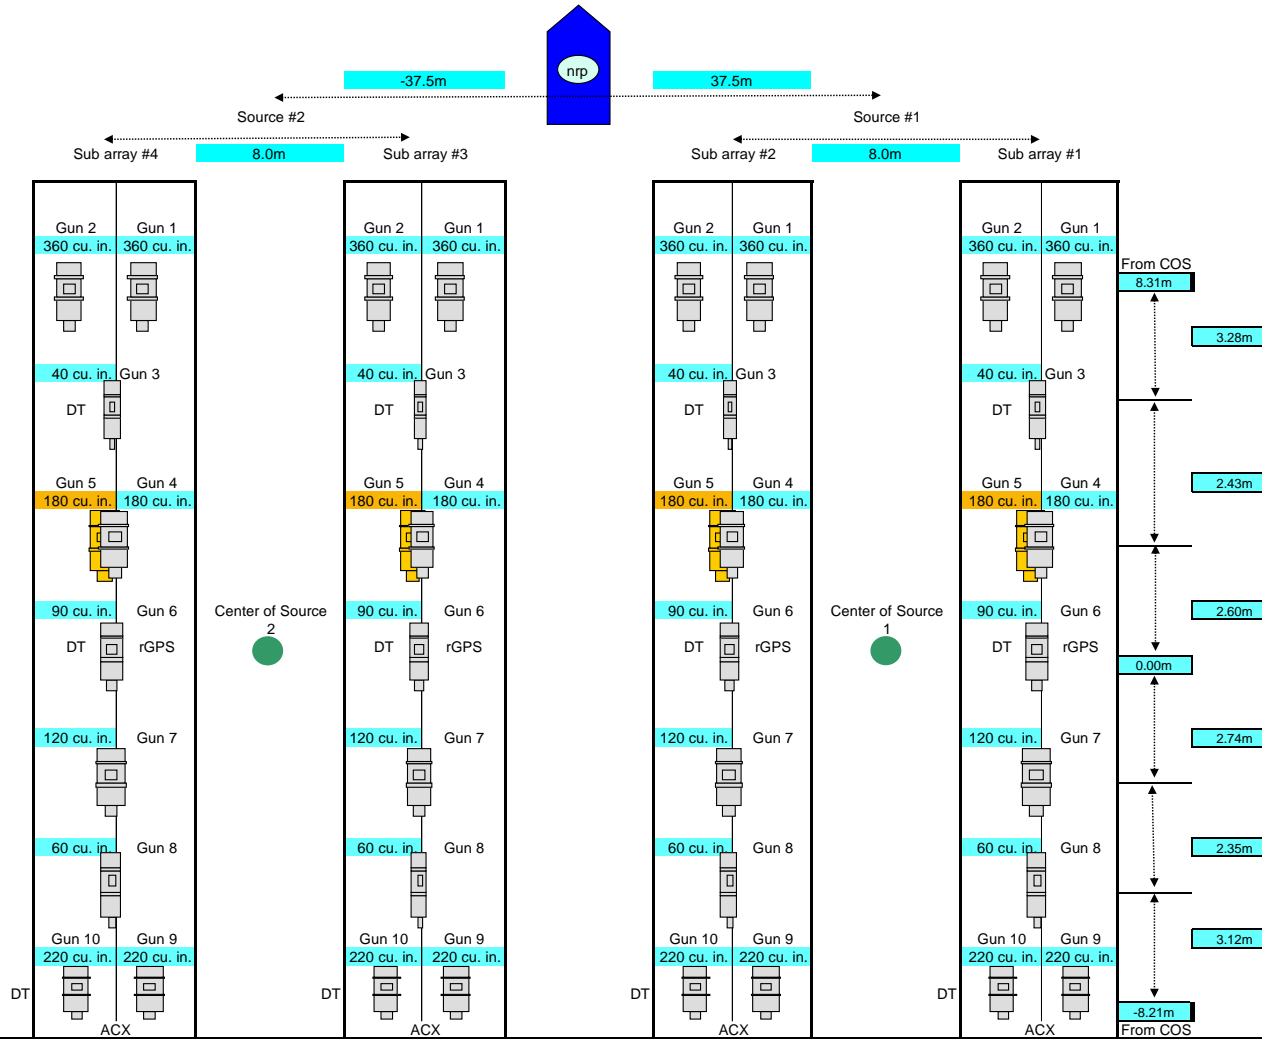 nrp
-37.5m 37.5m
Source #2 Source #1
Sub array #4 8.0m Sub array #3 Sub array #2 8.0m Sub array #1
Gun 2 Gun 1 Gun 2 Gun 1 Gun 2 Gun 1 Gun 2 Gun 1
360 cu. in. 360 cu. in. 360 cu. in. 360 cu. in. 360 cu. in. 360 cu. in. 360 cu. in. 360 cu. in.
From COS
8.31m
3.28m
40 cu. in. Gun 3 40 cu. in. Gun 3 40 cu. in. Gun 3 40 cu. in. Gun 3
DT DT DT DT
Gun 5 Gun 4 Gun 5 Gun 4 Gun 5 Gun 4 Gun 5 Gun 4 2.43m
180 cu. in. 180 cu. in. 180 cu. in. 180 cu. in. 180 cu. in. 180 cu. in. 180 cu. in. 180 cu. in.
90 cu. in. Gun 6 Center of Source 90 cu. in. Gun 6 90 cu. in. Gun 6 Center of Source 90 cu. in. Gun 6 2.60m
2 1
DT rGPS DT rGPS DT rGPS DT rGPS
0.00m
120 cu. in. Gun 7 120 cu. in. Gun 7 120 cu. in. Gun 7 120 cu. in. Gun 7 2.74m
60 cu. in. Gun 8 60 cu. in. Gun 8 60 cu. in. Gun 8 60 cu. in. Gun 8 2.35m
Gun 10 Gun 9 Gun 10 Gun 9 Gun 10 Gun 9 Gun 10 Gun 9 3.12m
220 cu. in. 220 cu. in. 220 cu. in. 220 cu. in. 220 cu. in. 220 cu. in. 220 cu. in. 220 cu. in.
DT DT DT DT
-8.21m
ACX ACX ACX ACX From COS